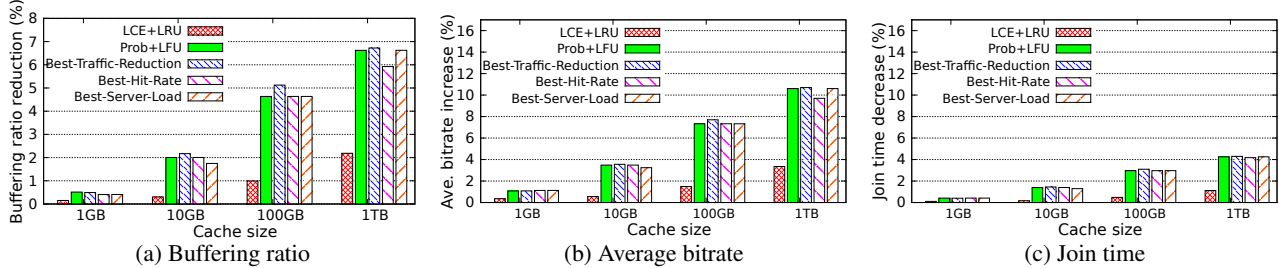 Buffering ratio reduction (%)
8
7
6
5
4
3
2
1
0
LCE+LRU
Prob+LFU
Best-Traffic-Reduction
Best-Hit-Rate
Best-Server-Load
1GB 10GB 100GB 1TB
Cache size
(a) Buffering ratio
Ave. bitrate increase (%)
16
14
12
10
8
6
4
2
0
LCE+LRU
Prob+LFU
Best-Traffic-Reduction
Best-Hit-Rate
Best-Server-Load
1GB 10GB 100GB 1TB
Cache size
(b) Average bitrate
Join time decrease (%)
16
14
12
10
8
6
4
2
0
LCE+LRU
Prob+LFU
Best-Traffic-Reduction
Best-Hit-Rate
Best-Server-Load
1GB 10GB 100GB 1TB
Cache size
(c) Join time